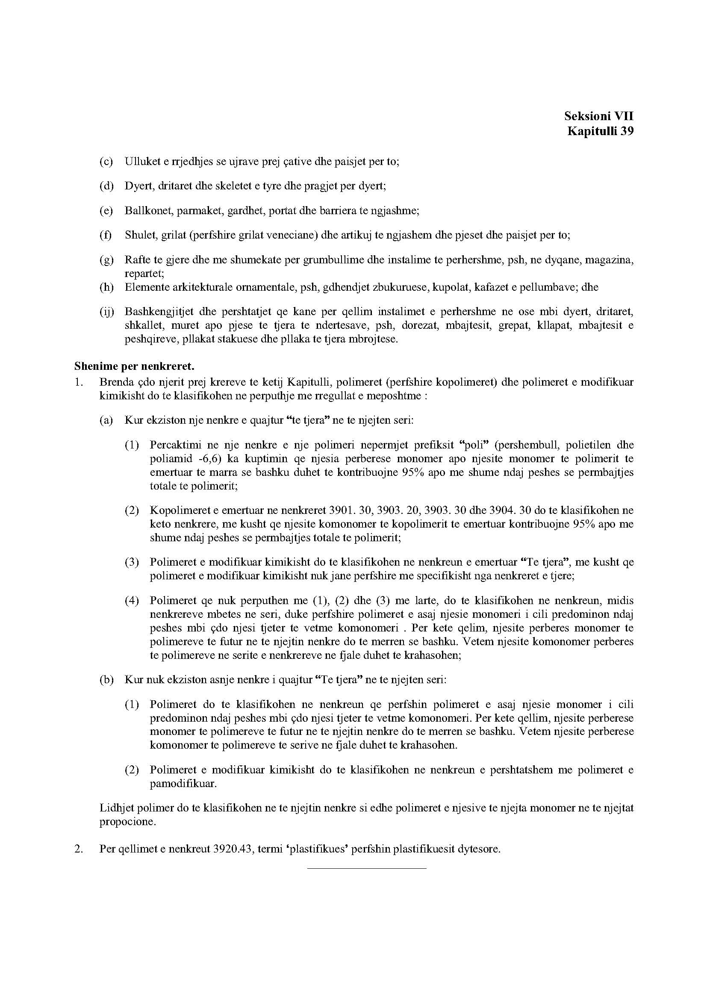 Seksioni VII
Kapitulli 39
(c) Ulluket e rrjedhjes se ujrave prej çative dhe paisjet per to;
(d) Dyert, dritaret dhe skeletet e tyre dhe pragjet per dyert;
(e) Ballkonet, parmaket, gardhet, portat dhe barriera te ngjashme;
(f) Shulet, grilat (perfshire grilat veneciane) dhe artikuj te ngjashem dhe pjeset dhe paisjet per to;
(g) Rafte te gjere dhe me shumekate per grumbullime dhe instalime te perhershme, psh, ne dyqane, magazina,
repartet;
(h) Elemente arkitekturale ornamentale, psh, gdhendjet zbukuruese, kupolat, kafazet e pellumbave; dhe
(ij) Bashkengjitjet dhe pershtatjet qe kane per qellim instalimet e perhershme ne ose mbi dyert, dritaret,
shkallet, muret apo pjese te tjera te ndertesave, psh, dorezat, mbajtesit, grepat, kllapat, mbajtesit e
peshqireve, pllakat stakuese dhe pllaka te tjera mbrojtese.
Shenime per nenkreret.
1. Brenda çdo njerit prej krereve te ketij Kapitulli, polimeret (perfshire kopolimeret) dhe polimeret e modifikuar
kimikisht do te klasifikohen ne perputhje me rregullat e meposhtme :
(a) Kur ekziston nje nenkre e quajtur “te tjera” ne te njejten seri:
(1) Percaktimi ne nje nenkre e nje polimeri nepermjet prefiksit “poli” (pershembull, polietilen dhe
poliamid -6,6) ka kuptimin qe njesia perberese monomer apo njesite monomer te polimerit te
emertuar te marra se bashku duhet te kontribuojne 95% apo me shume ndaj peshes se permbajtjes
totale te polimerit;
(2) Kopolimeret e emertuar ne nenkreret 3901. 30, 3903. 20, 3903. 30 dhe 3904. 30 do te klasifikohen ne
keto nenkrere, me kusht qe njesite komonomer te kopolimerit te emertuar kontribuojne 95% apo me
shume ndaj peshes se permbajtjes totale te polimerit;
(3) Polimeret e modifikuar kimikisht do te klasifikohen ne nenkreun e emertuar “Te tjera”, me kusht qe
polimeret e modifikuar kimikisht nuk jane perfshire me specifikisht nga nenkreret e tjere;
(4) Polimeret qe nuk perputhen me (1), (2) dhe (3) me larte, do te klasifikohen ne nenkreun, midis
nenkrereve mbetes ne seri, duke perfshire polimeret e asaj njesie monomeri i cili predominon ndaj
peshes mbi çdo njesi tjeter te vetme komonomeri . Per kete qelim, njesite perberes monomer te
polimereve te futur ne te njejtin nenkre do te merren se bashku. Vetem njesite komonomer perberes
te polimereve ne serite e nenkrereve ne fjale duhet te krahasohen;
(b) Kur nuk ekziston asnje nenkre i quajtur “Te tjera” ne te njejten seri:
(1) Polimeret do te klasifikohen ne nenkreun qe perfshin polimeret e asaj njesie monomer i cili
predominon ndaj peshes mbi çdo njesi tjeter te vetme komonomeri. Per kete qellim, njesite perberese
monomer te polimereve te futur ne te njejtin nenkre do te merren se bashku. Vetem njesite perberese
komonomer te polimereve te serive ne fjale duhet te krahasohen.
(2) Polimeret e modifikuar kimikisht do te klasifikohen ne nenkreun e pershtatshem me polimeret e
pamodifikuar.
Lidhjet polimer do te klasifikohen ne te njejtin nenkre si edhe polimeret e njesive te njejta monomer ne te njejtat
propocione.
2. Per qellimet e nenkreut 3920.43, termi ‘plastifikues’ perfshin plastifikuesit dytesore.